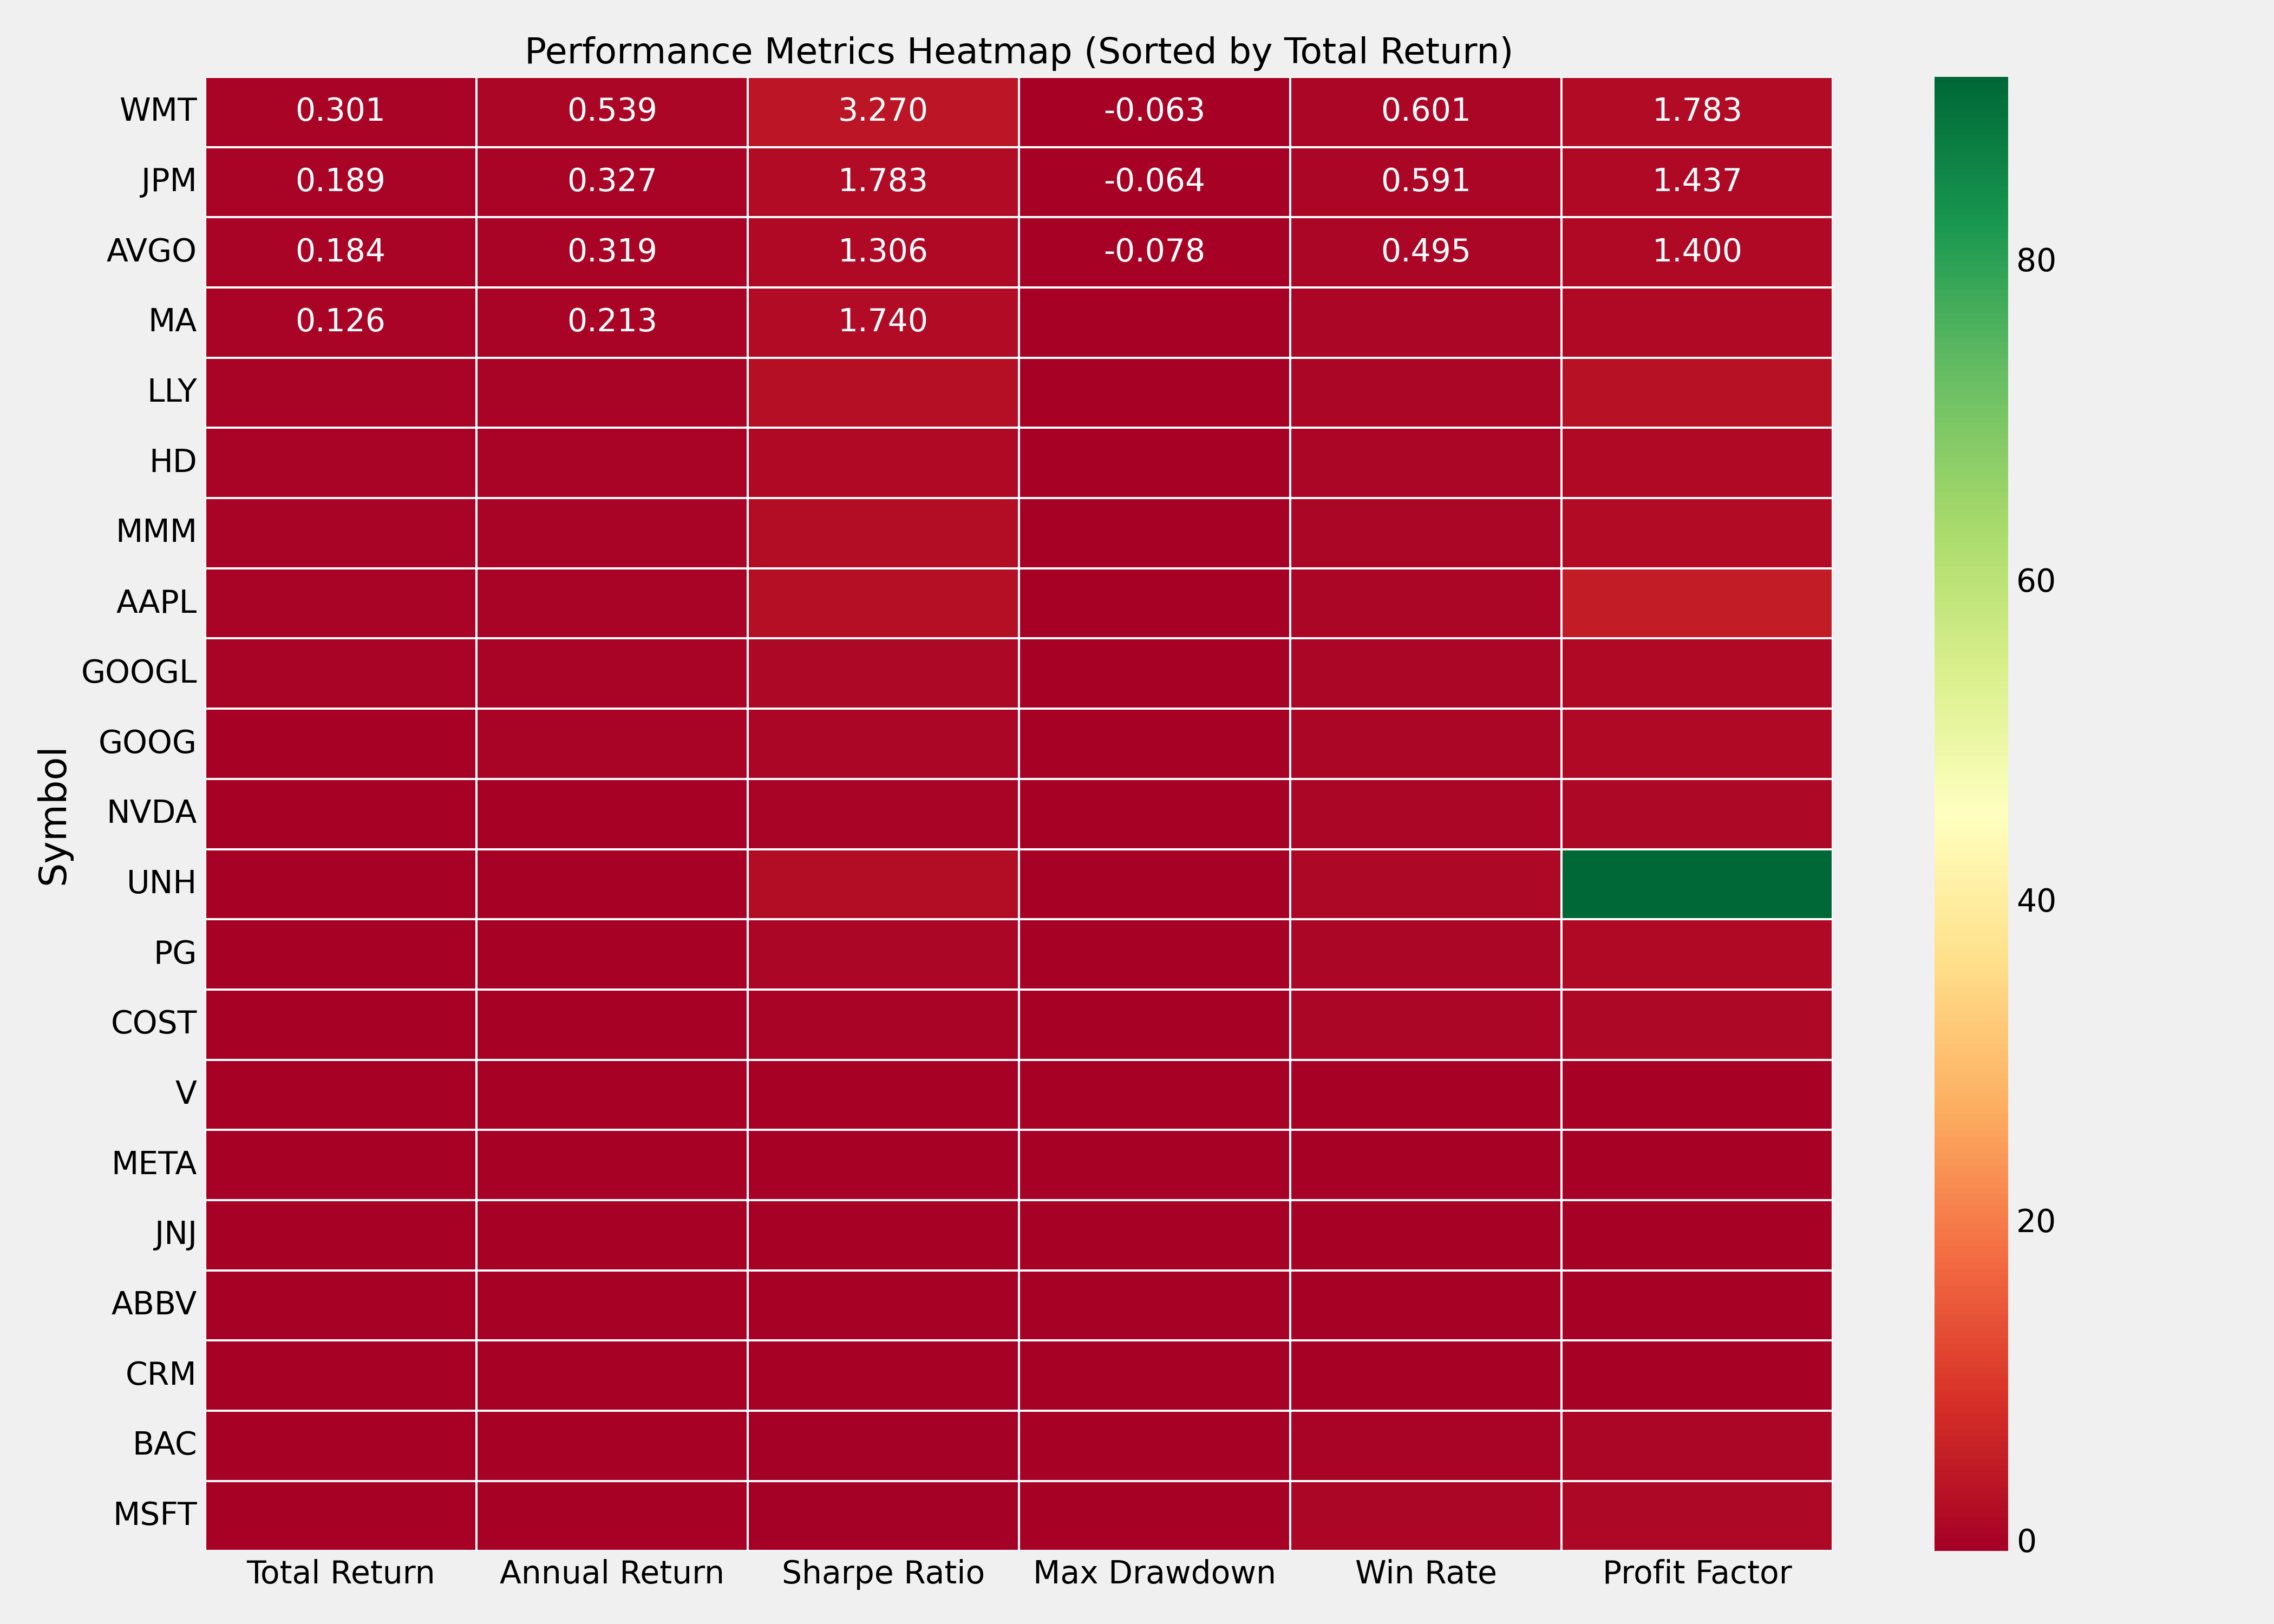 Performance Metrics Heatmap (Sorted by Total Return)
WMT 0.301 0.539 3.270 -0.063 0.601 1.783
JPM 0.189 0.327 1.783 -0.064 0.591 1.437
AVGO 0.184 0.319 1.306 -0.078 0.495 1.400
MA 0.126 0.213 1.740
LLY
HD
MMM
AAPL
GOOGL
GOOG
NVDA
UNH
PG
COST
V
META
JNJ
ABBV
CRM
BAC
MSFT
Symbol
Total Return Annual Return Sharpe Ratio Max Drawdown Win Rate Profit Factor
80
60
40
20
0